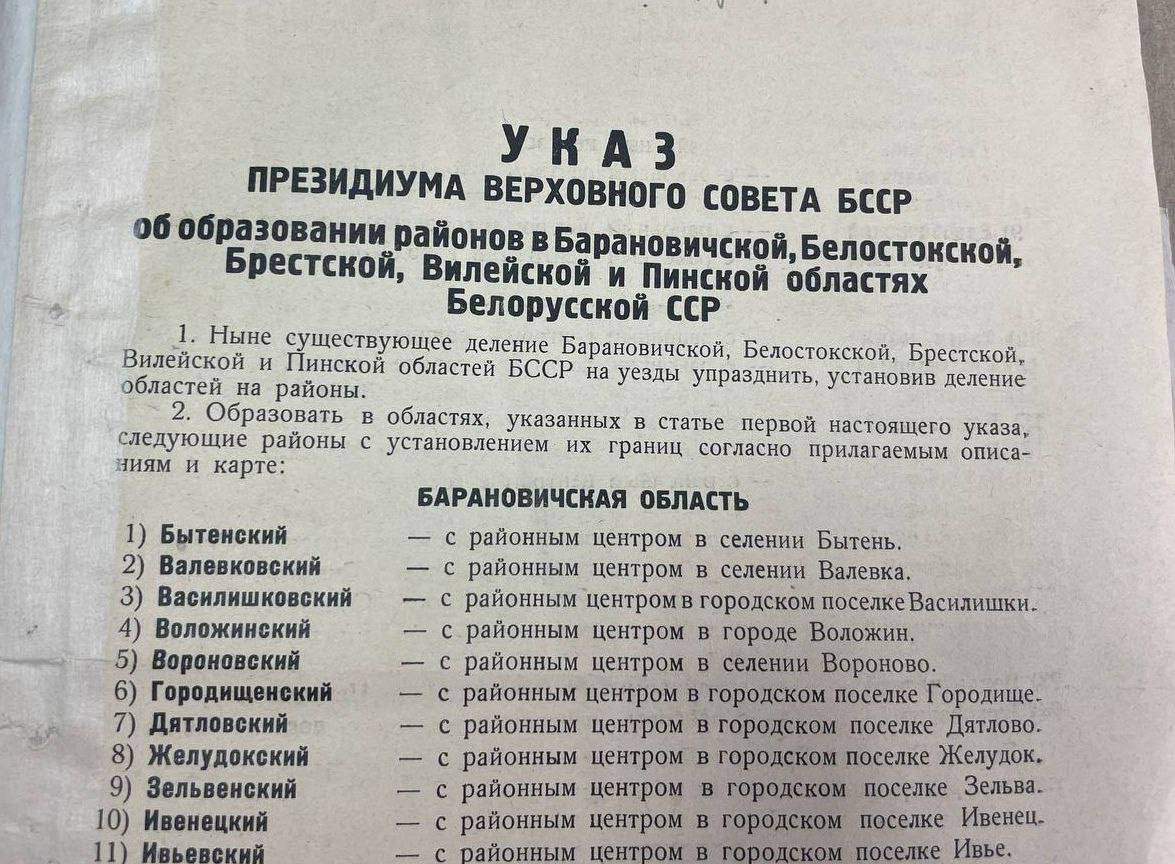 УКАЗ
ПРЕЗИДИУМА ВЕРХОВНОГО СОВЕТА БССР
об образовании районов в Барановичской, Белостокской,
Брестской, Вилейской и Пинской областях
Белорусской ССР
1. Ныне существующее деление Барановичской, Белостокской, Брестской,
Вилейской и Пинской областей БССР на уезды упразднить, установив деление
областей на районы.
2. Образовать в областях, указанных в статье первой настоящего указа,
следующие районы с установлением их границ согласно прилагаемым описа-
ниям и карте:
БАРАНОВИЧСКАЯ ОБЛАСТЬ
1) Бытенский — с районным центром в селении Бытень.
2) Валевковский — с районным центром в селении Валевка.
3) Василишковский — с районным центром в городском поселке Василишки.
4) Воложинский — с районным центром в городе Воложин.
5) Вороновский — с районным центром в селении Вороново.
6) Городищенский — с районным центром в городском поселке Городище.
7) Дятловский — с районным центром в городском поселке Дятлово.
8) Желудокский — с районным центром в городском поселке Желудок.
9) Зельвенский — с районным центром в городском поселке Зельва.
10) Ивенецкий — с районным центром в городском поселке Ивенец.
11) Ивьевский — с районным центром в городском поселке Ивье.